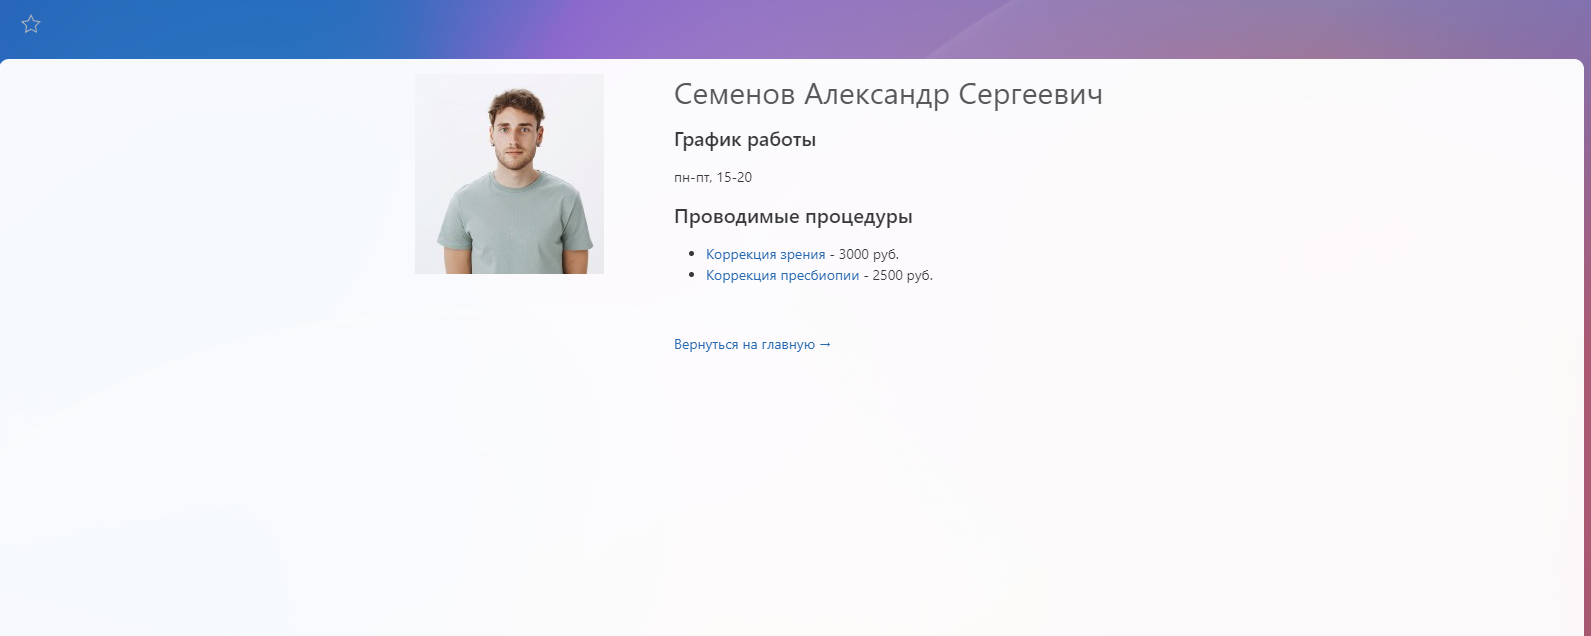 Семенов Александр Сергеевич
График работы
пн-пт, 15-20
Проводимые процедуры
Коррекция зрения - 3000 руб.
Коррекция пресбиопии - 2500 руб.
Вернуться на главную →